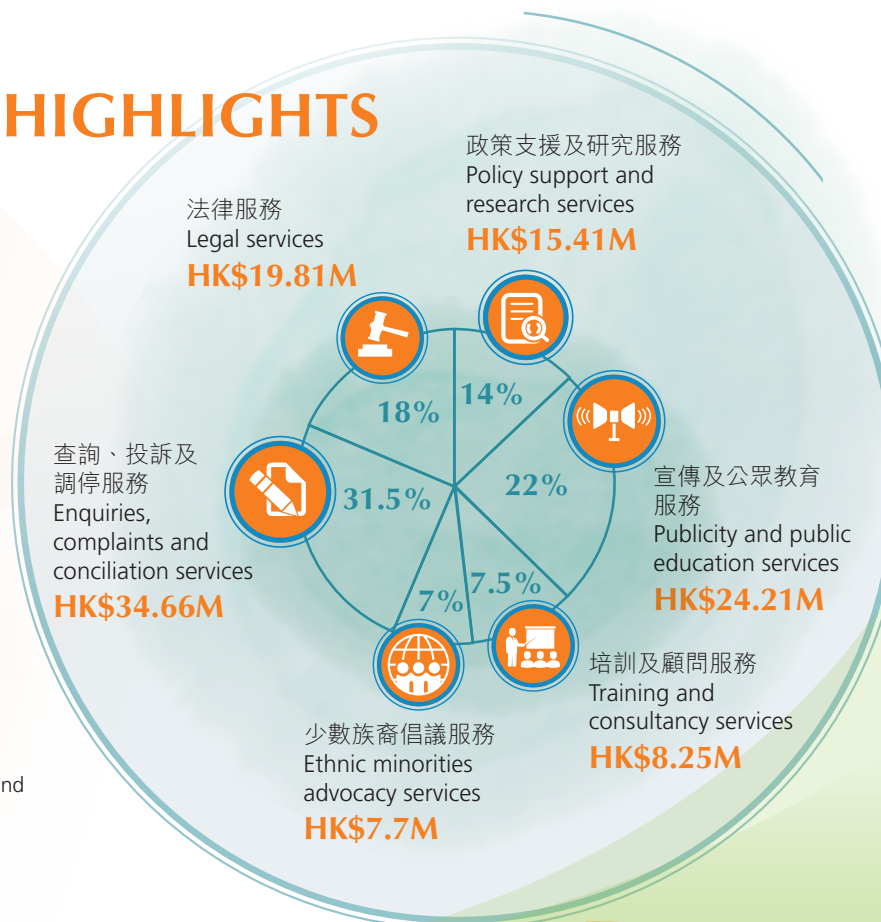 HIGHLIGHTS
政策支援及研究服務
Policy support and
research services
HK$15.41M
法律服務
Legal services
HK$19.81M
14%
18%
22%
31.5%
7.5%
7%
宣傳及公眾教育
服務
Publicity and public
education services
HK$24.21M
查詢、投訴及
調停服務
Enquiries,
complaints and
conciliation services
HK$34.66M
培訓及顧問服務
Training and
consultancy services
HK$8.25M
少數族裔倡議服務
Ethnic minorities
advocacy services
HK$7.7M
nd